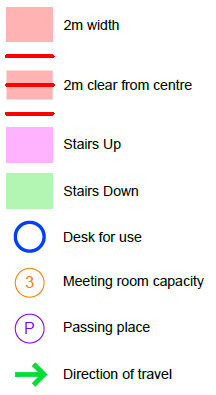 2m width
2m clear from centre
Stairs Up
Stairs Down
Desk for use
3 Meeting room capacity
P Passing place
Direction of travel